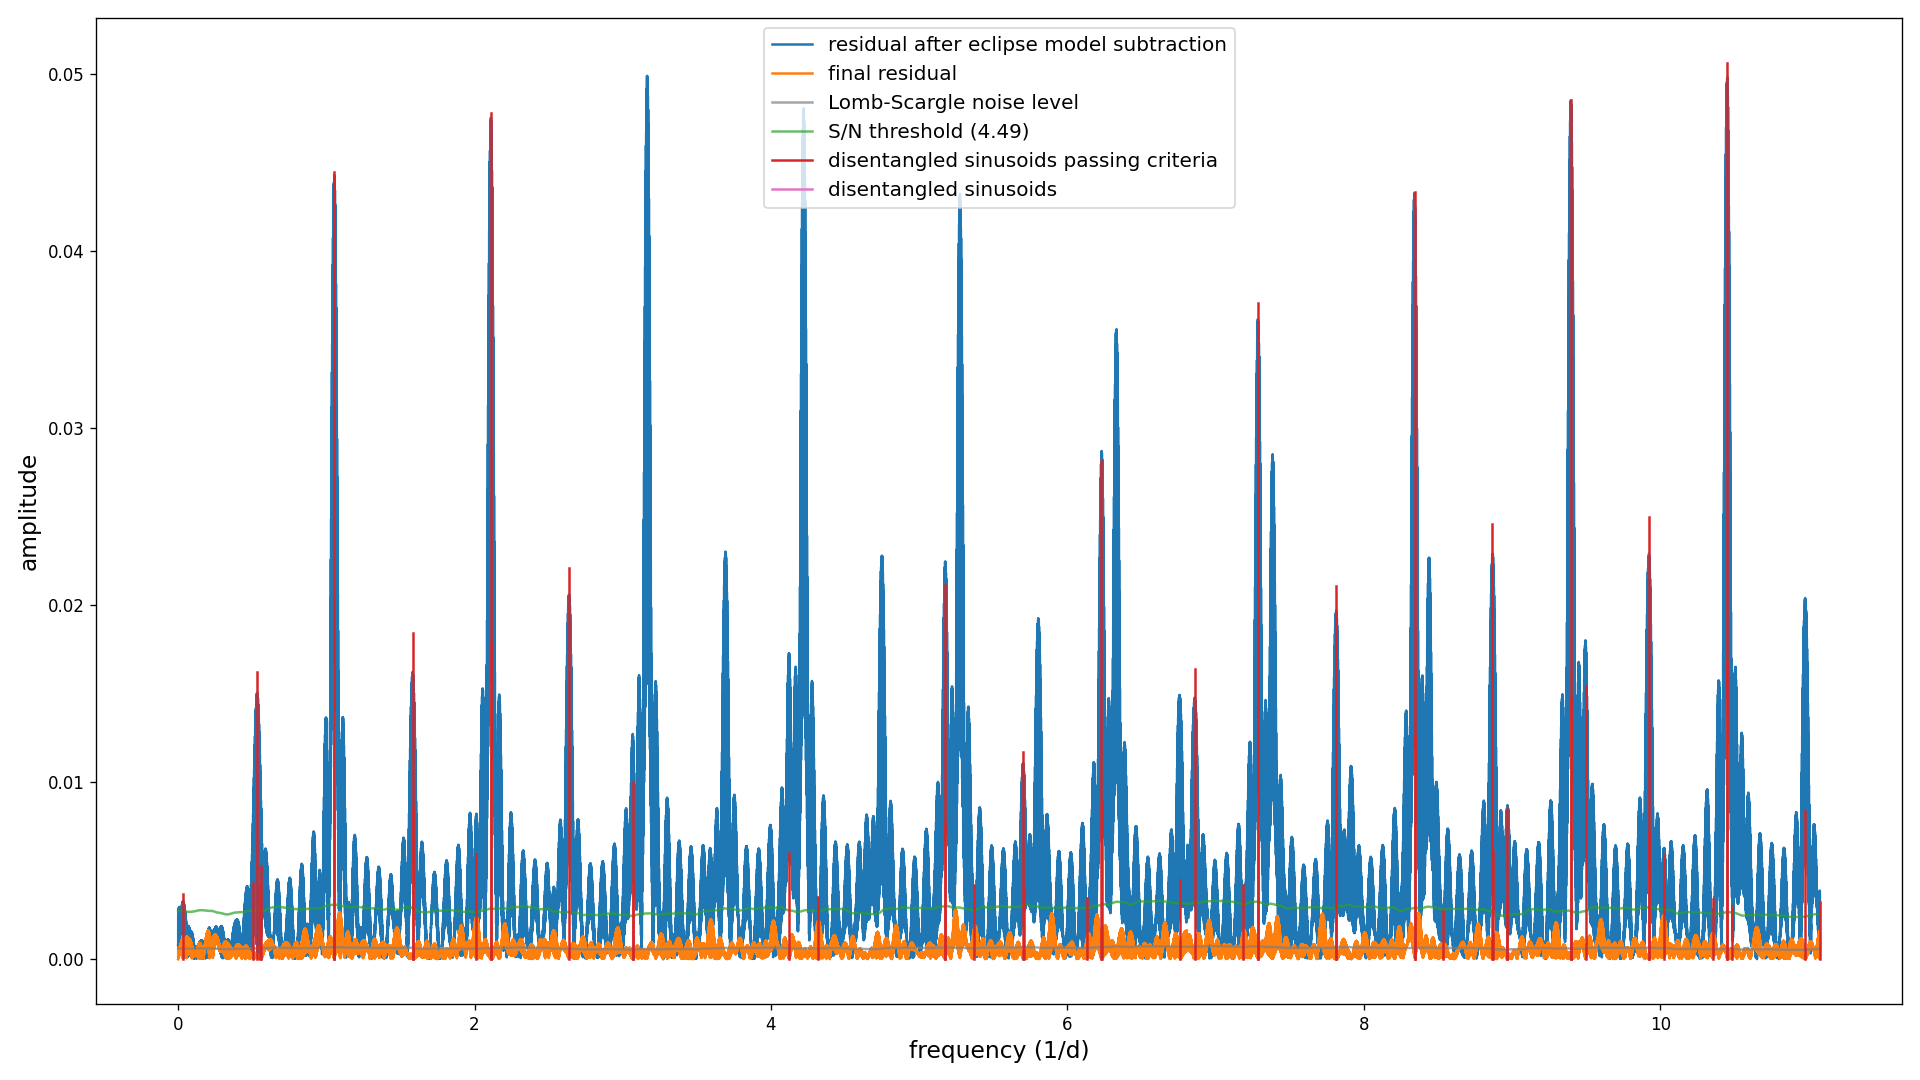 residual after eclipse model subtraction
final residual
Lomb-Scargle noise level
S/N threshold (4.49)
disentangled sinusoids passing criteria
disentangled sinusoids
0.05
0.04
0.03
0.02
0.01
0.00
amplitude
0 2 4 6 8 10
frequency (1/d)